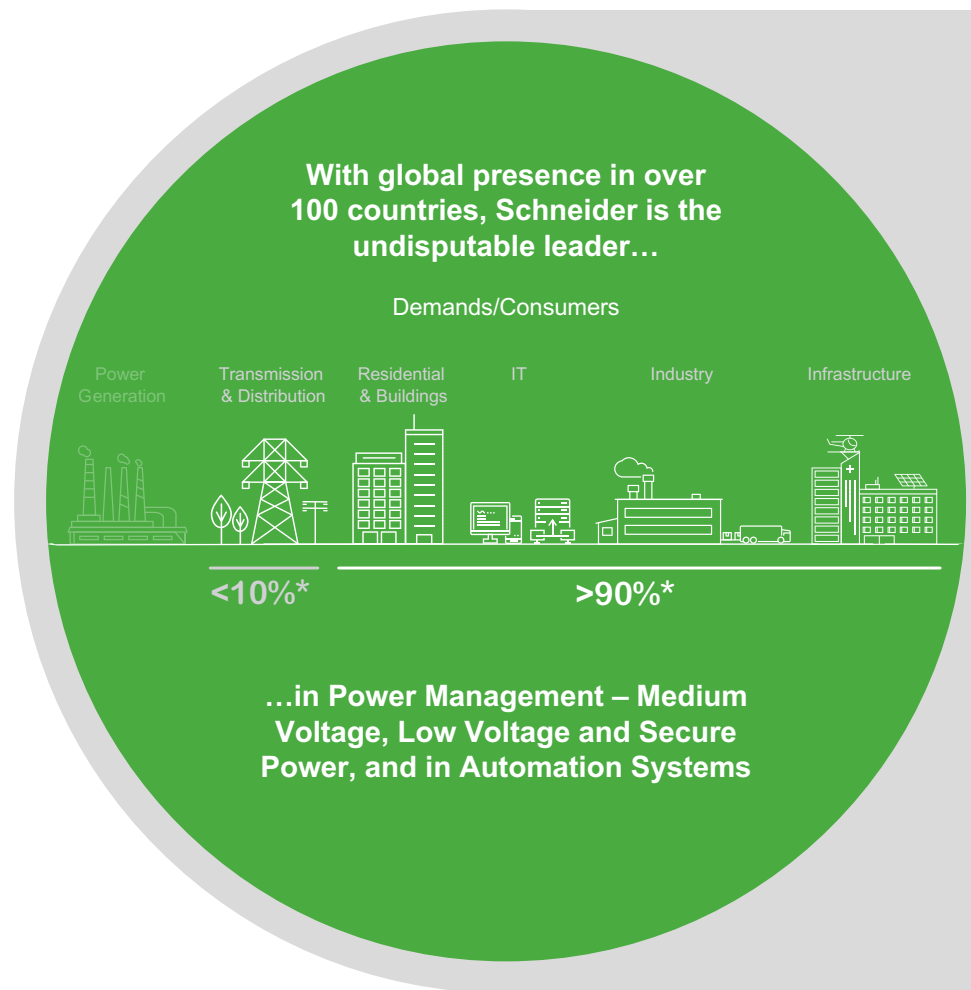 With global presence in over
100 countries, Schneider is the
undisputable leader…
Demands/Consumers
Power
Generation
Transmission
& Distribution
Residential
& Buildings
IT
Industry
Infrastructure
<10%*
>90%*
…in Power Management – Medium
Voltage, Low Voltage and Secure
Power, and in Automation Systems